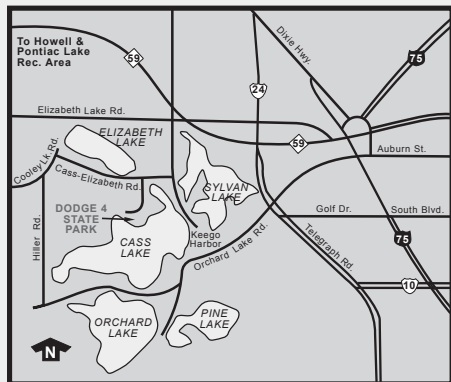 To Howell &
Pontiac Lake
Rec. Area
59
Dixie Hwy.
75
24
Elizabeth Lake Rd.
59
Auburn St.
ELIZABETH
LAKE
Cooley Lk Rd.
Cass-Elizabeth Rd.
SYLVAN
LAKE
DODGE 4
STATE
PARK
Hiller Rd.
CASS
LAKE
Keego
Harbor
Orchard Lake Rd.
Golf Dr.
South Blvd.
Telegraph Rd.
75
10
ORCHARD
LAKE
PINE
LAKE
N